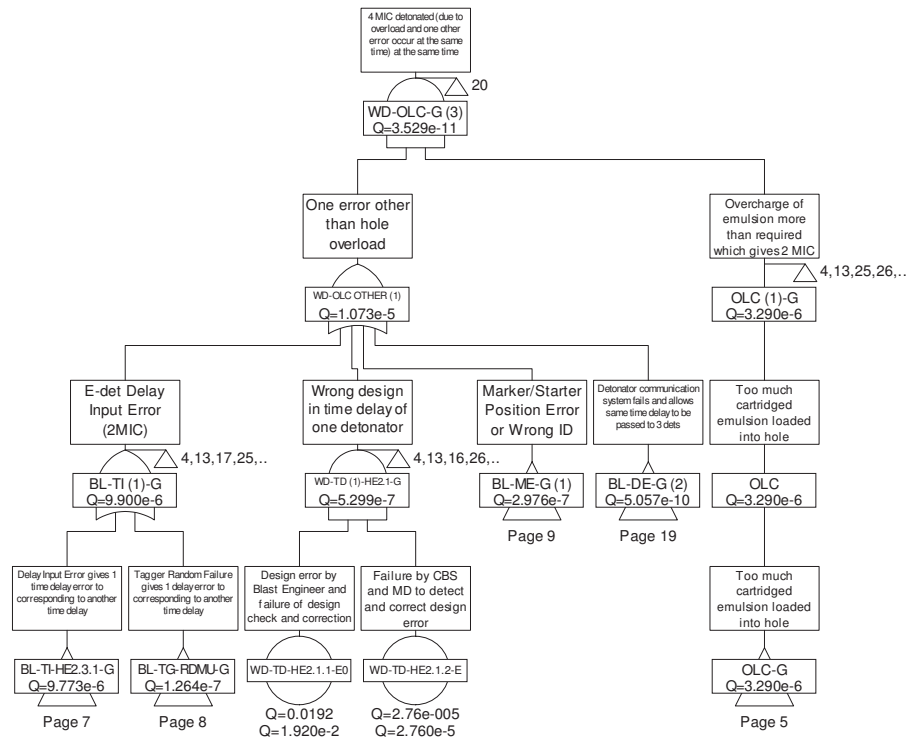 4 MIC detonated (due to
overload and one other
error occur at the same
time) at the same time
20
WD-OLC-G (3)
Q=3.529e-11
One error other
than hole
overload
Overcharge of
emulsion more
than required
which gives 2 MIC
4,13,25,26,..
WD-OLC OTHER (1)
Q=1.073e-5
OLC (1)-G
Q=3.290e-6
E-det Delay
Input Error
(2MIC)
Wrong design
in time delay of
one detonator
Marker/Starter
Position Error
or Wrong ID
Detonator communication
system fails and allows
same time delay to be
passed to 3 dets
Too much
cartridged
emulsion loaded
into hole
4,13,17,25,..
4,13,16,26,..
BL-TI (1)-G
Q=9.900e-6
WD-TD (1)-HE2.1-G
Q=5.299e-7
BL-ME-G (1)
Q=2.976e-7
Page 9
BL-DE-G (2)
Q=5.057e-10
Page 19
OLC
Q=3.290e-6
Delay Input Error gives 1
time delay error to
corresponding to another
time delay
Tagger Random Failure
gives 1 delay error to
corresponding to another
time delay
Design error by
Blast Engineer and
failure of design
check and correction
Failure by CBS
and MD to detect
and correct design
error
Too much
cartridged
emulsion loaded
into hole
BL-TI-HE2.3.1-G
Q=9.773e-6
Page 7
BL-TG-RDMU-G
Q=1.264e-7
Page 8
WD-TD-HE2.1.1-E0
Q=0.0192
Q=1.920e-2
WD-TD-HE2.1.2-E
Q=2.76e-005
Q=2.760e-5
OLC-G
Q=3.290e-6
Page 5